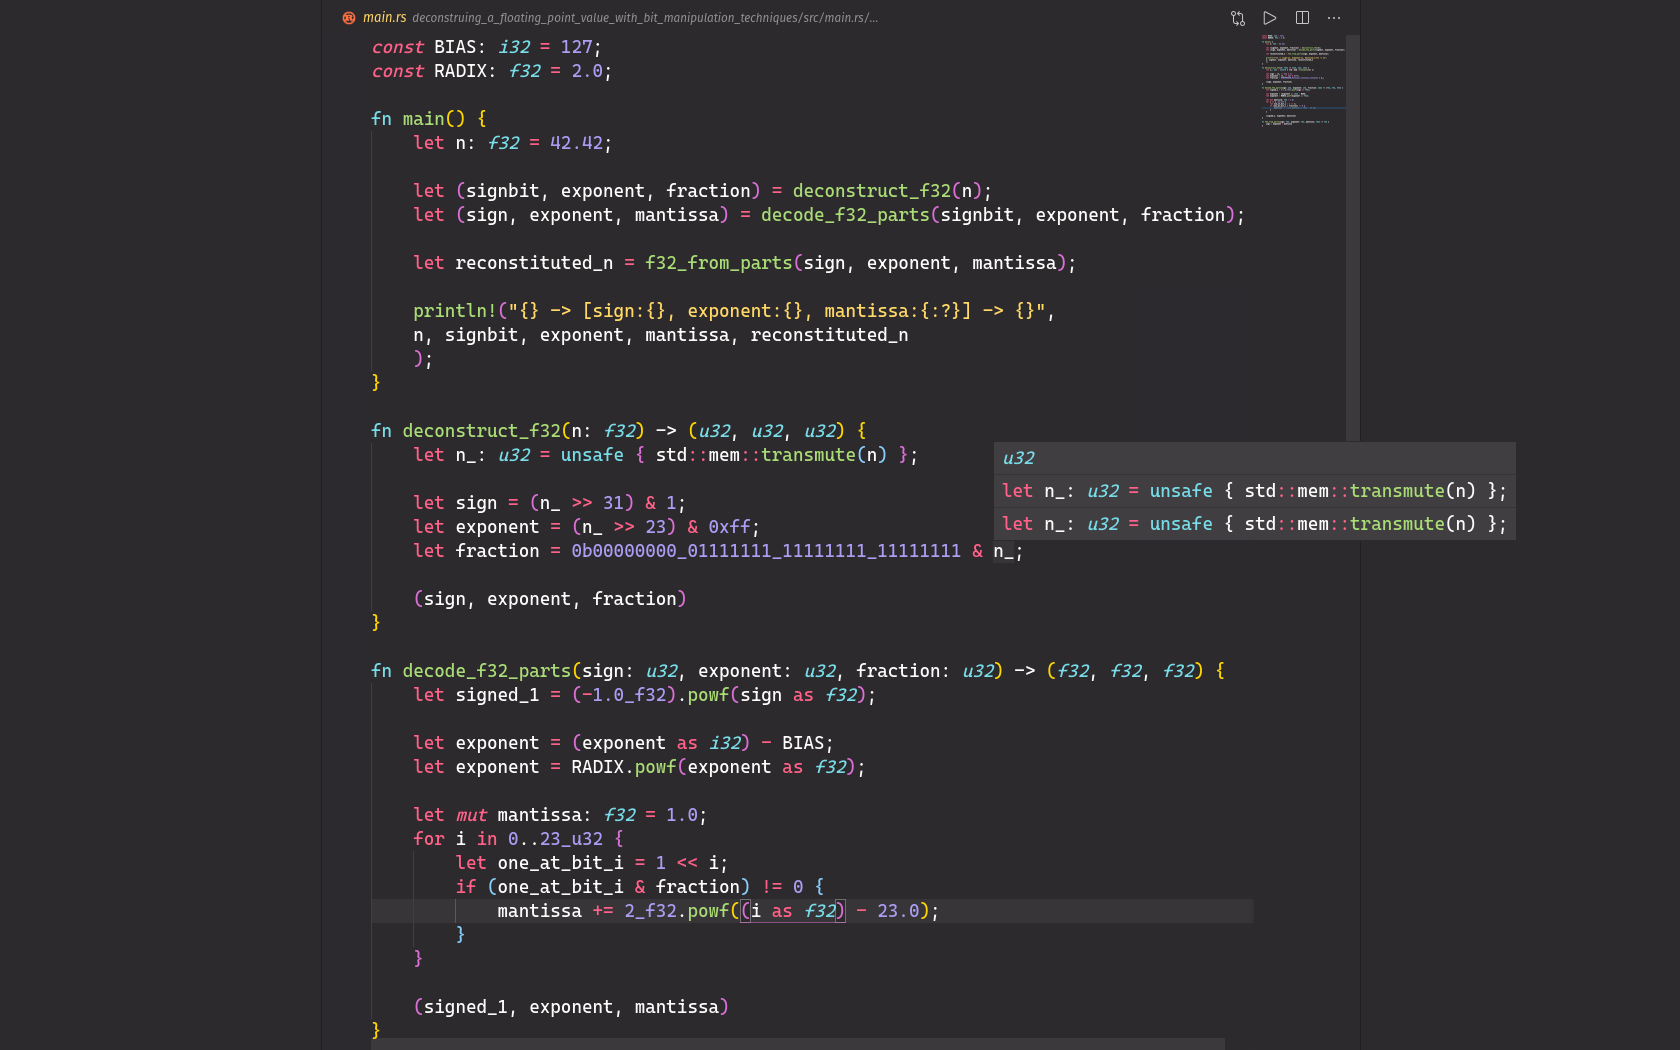 main.rs deconstruing_a_floating_point_value_with_bit_manipulation_techniques/src/main.rs/...
const BIAS: i32 = 127;
const RADIX: f32 = 2.0;
fn main() {
let n: f32 = 42.42;
let (signbit, exponent, fraction) = deconstruct_f32(n);
let (sign, exponent, mantissa) = decode_f32_parts(signbit, exponent, fraction);
let reconstituted_n = f32_from_parts(sign, exponent, mantissa);
println!("{} -> [sign:{}, exponent:{}, mantissa:{:?}] -> {}",
n, signbit, exponent, mantissa, reconstituted_n
);
}
fn deconstruct_f32(n: f32) -> (u32, u32, u32) {
let n_: u32 = unsafe { std::mem::transmute(n) };
u32
let n_: u32 = unsafe { std::mem::transmute(n) };
let n_: u32 = unsafe { std::mem::transmute(n) };
let sign = (n_ >> 31) & 1;
let exponent = (n_ >> 23) & 0xff;
let fraction = 0b00000000_01111111_11111111_11111111 & n_;
(sign, exponent, fraction)
}
fn decode_f32_parts(sign: u32, exponent: u32, fraction: u32) -> (f32, f32, f32) {
let signed_1 = (-1.0_f32).powf(sign as f32);
let exponent = (exponent as i32) - BIAS;
let exponent = RADIX.powf(exponent as f32);
let mut mantissa: f32 = 1.0;
for i in 0..23_u32 {
let one_at_bit_i = 1 << i;
if (one_at_bit_i & fraction) != 0 {
mantissa += 2_f32.powf((i as f32) - 23.0);
}
}
(signed_1, exponent, mantissa)
}